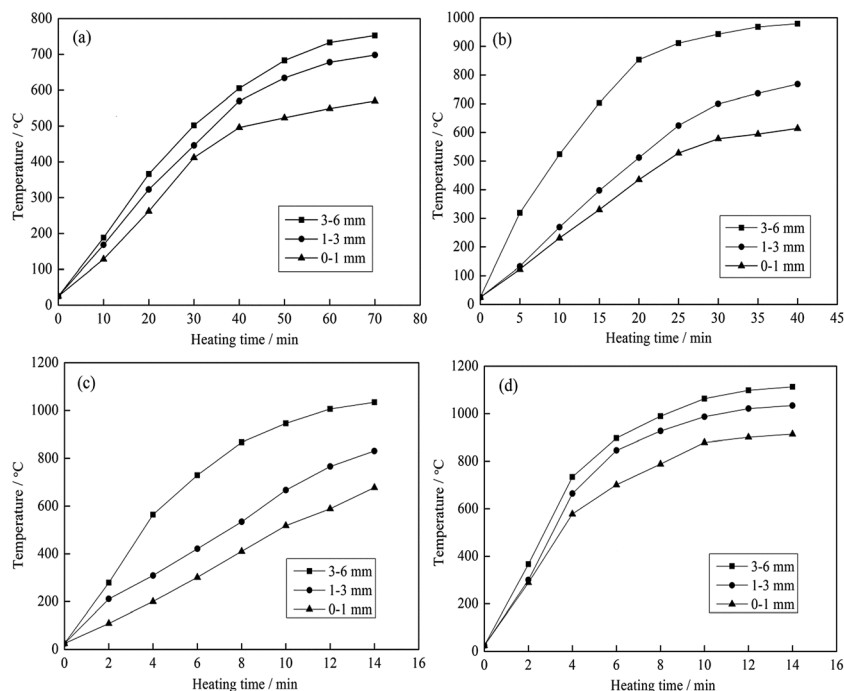 (a)
800
700
600
500
400
300
200
100
0
Temperature / °C
3-6 mm
1-3 mm
0-1 mm
0 10 20 30 40 50 60 70 80
Heating time / min
(b)
1000
900
800
700
600
500
400
300
200
100
0
Temperature / °C
3-6 mm
1-3 mm
0-1 mm
0 5 10 15 20 25 30 35 40 45
Heating time / min
(c)
1200
1000
800
600
400
200
0
Temperature / °C
3-6 mm
1-3 mm
0-1 mm
0 2 4 6 8 10 12 14 16
Heating time / min
(d)
1200
1000
800
600
400
200
0
Temperature / °C
3-6 mm
1-3 mm
0-1 mm
0 2 4 6 8 10 12 14 16
Heating time / min